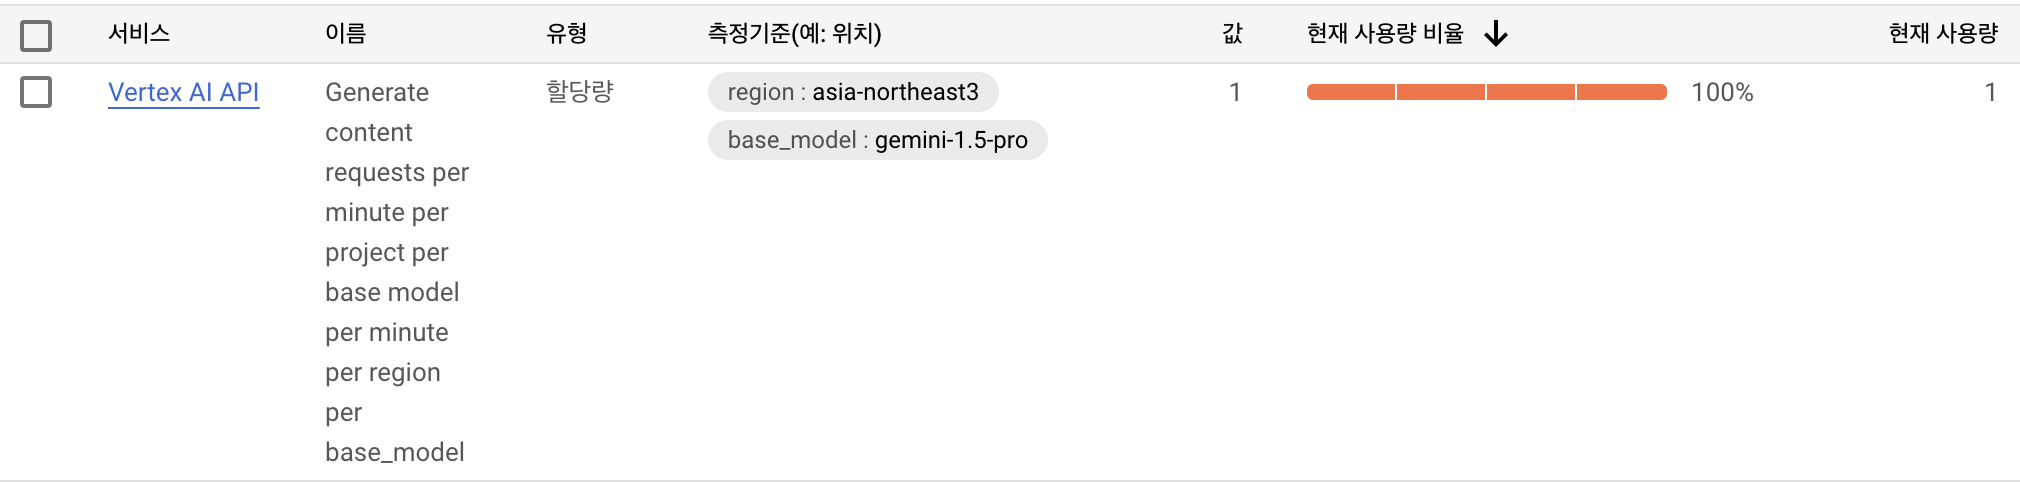 서비스 이름 유형 측정기준(예: 위치) 값 현재 사용량 비율 현재 사용량
Vertex AI API Generate 할당량 region : asia-northeast3 1 100% 1
content
base_model : gemini-1.5-pro
requests per
minute per
project per
base model
per minute
per region
per
base_model